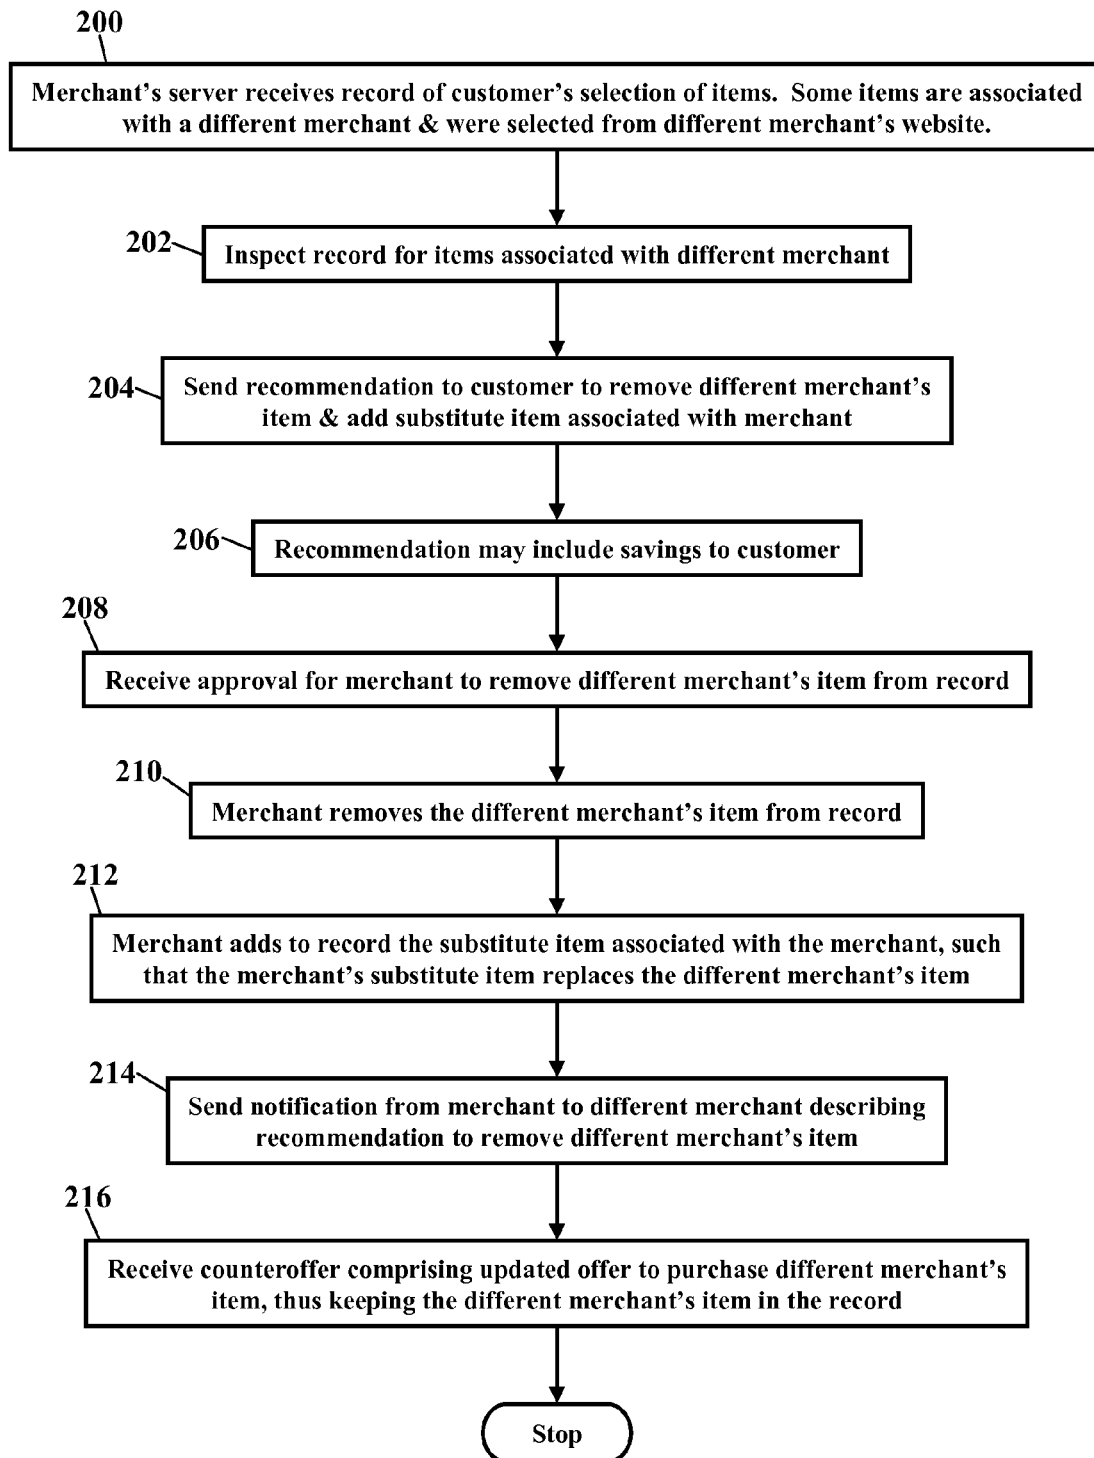 200
Merchant's server receives record of customer's selection of items.  Some items are associated
with a different merchant & were selected from different merchant's website.
202
Inspect record for items associated with different merchant
204
Send recommendation to customer to remove different merchant's
item & add substitute item associated with merchant
206
Recommendation may include savings to customer
208
Receive approval for merchant to remove different merchant's item from record
210
Merchant removes the different merchant's item from record
212
Merchant adds to record the substitute item associated with the merchant, such
that the merchant's substitute item replaces the different merchant's item
214
Send notification from merchant to different merchant describing
recommendation to remove different merchant's item
216
Receive counteroffer comprising updated offer to purchase different merchant's
item, thus keeping the different merchant's item in the record
Stop